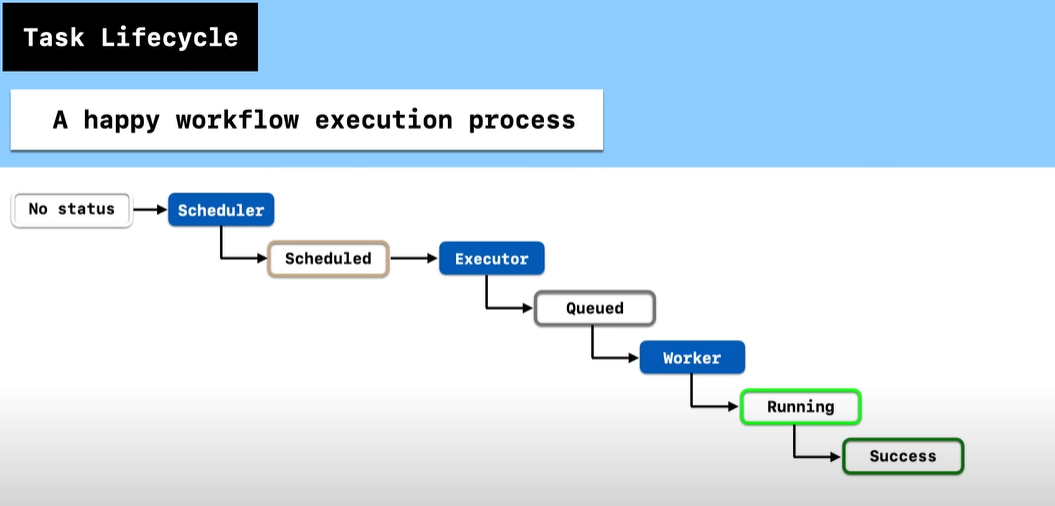 Task Lifecycle
A happy workflow execution process
No status
Scheduler
Scheduled
Executor
Queued
Worker
Running
Success